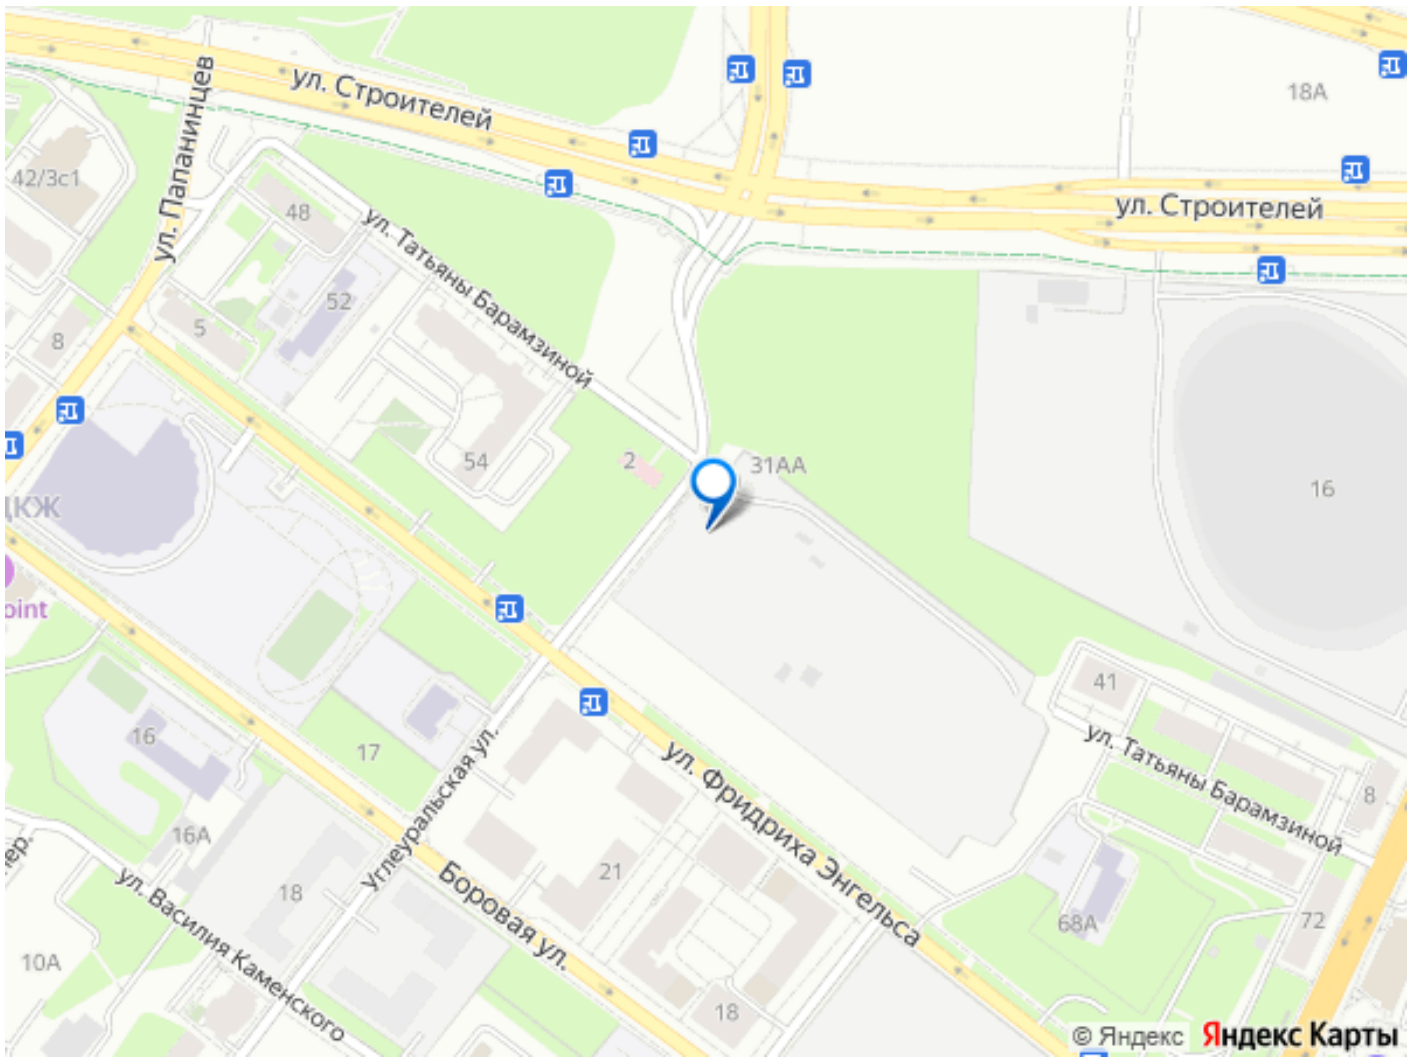 ул. Строителей
ул. Папанинцев
18А
42/3с1
48
ул. Татьяны Барамзиной
ул. Строителей
52
5
8
54
2
31АА
16
ДКЖ
oint
41
16
17
Углеуральская ул.
ул. Фридриха Энгельса
ул. Татьяны Барамзиной
8
16А
пер.
ул. Василия Каменского
18
21
Боровая ул.
68А
72
10А
18
© Яндекс Яндекс Карты